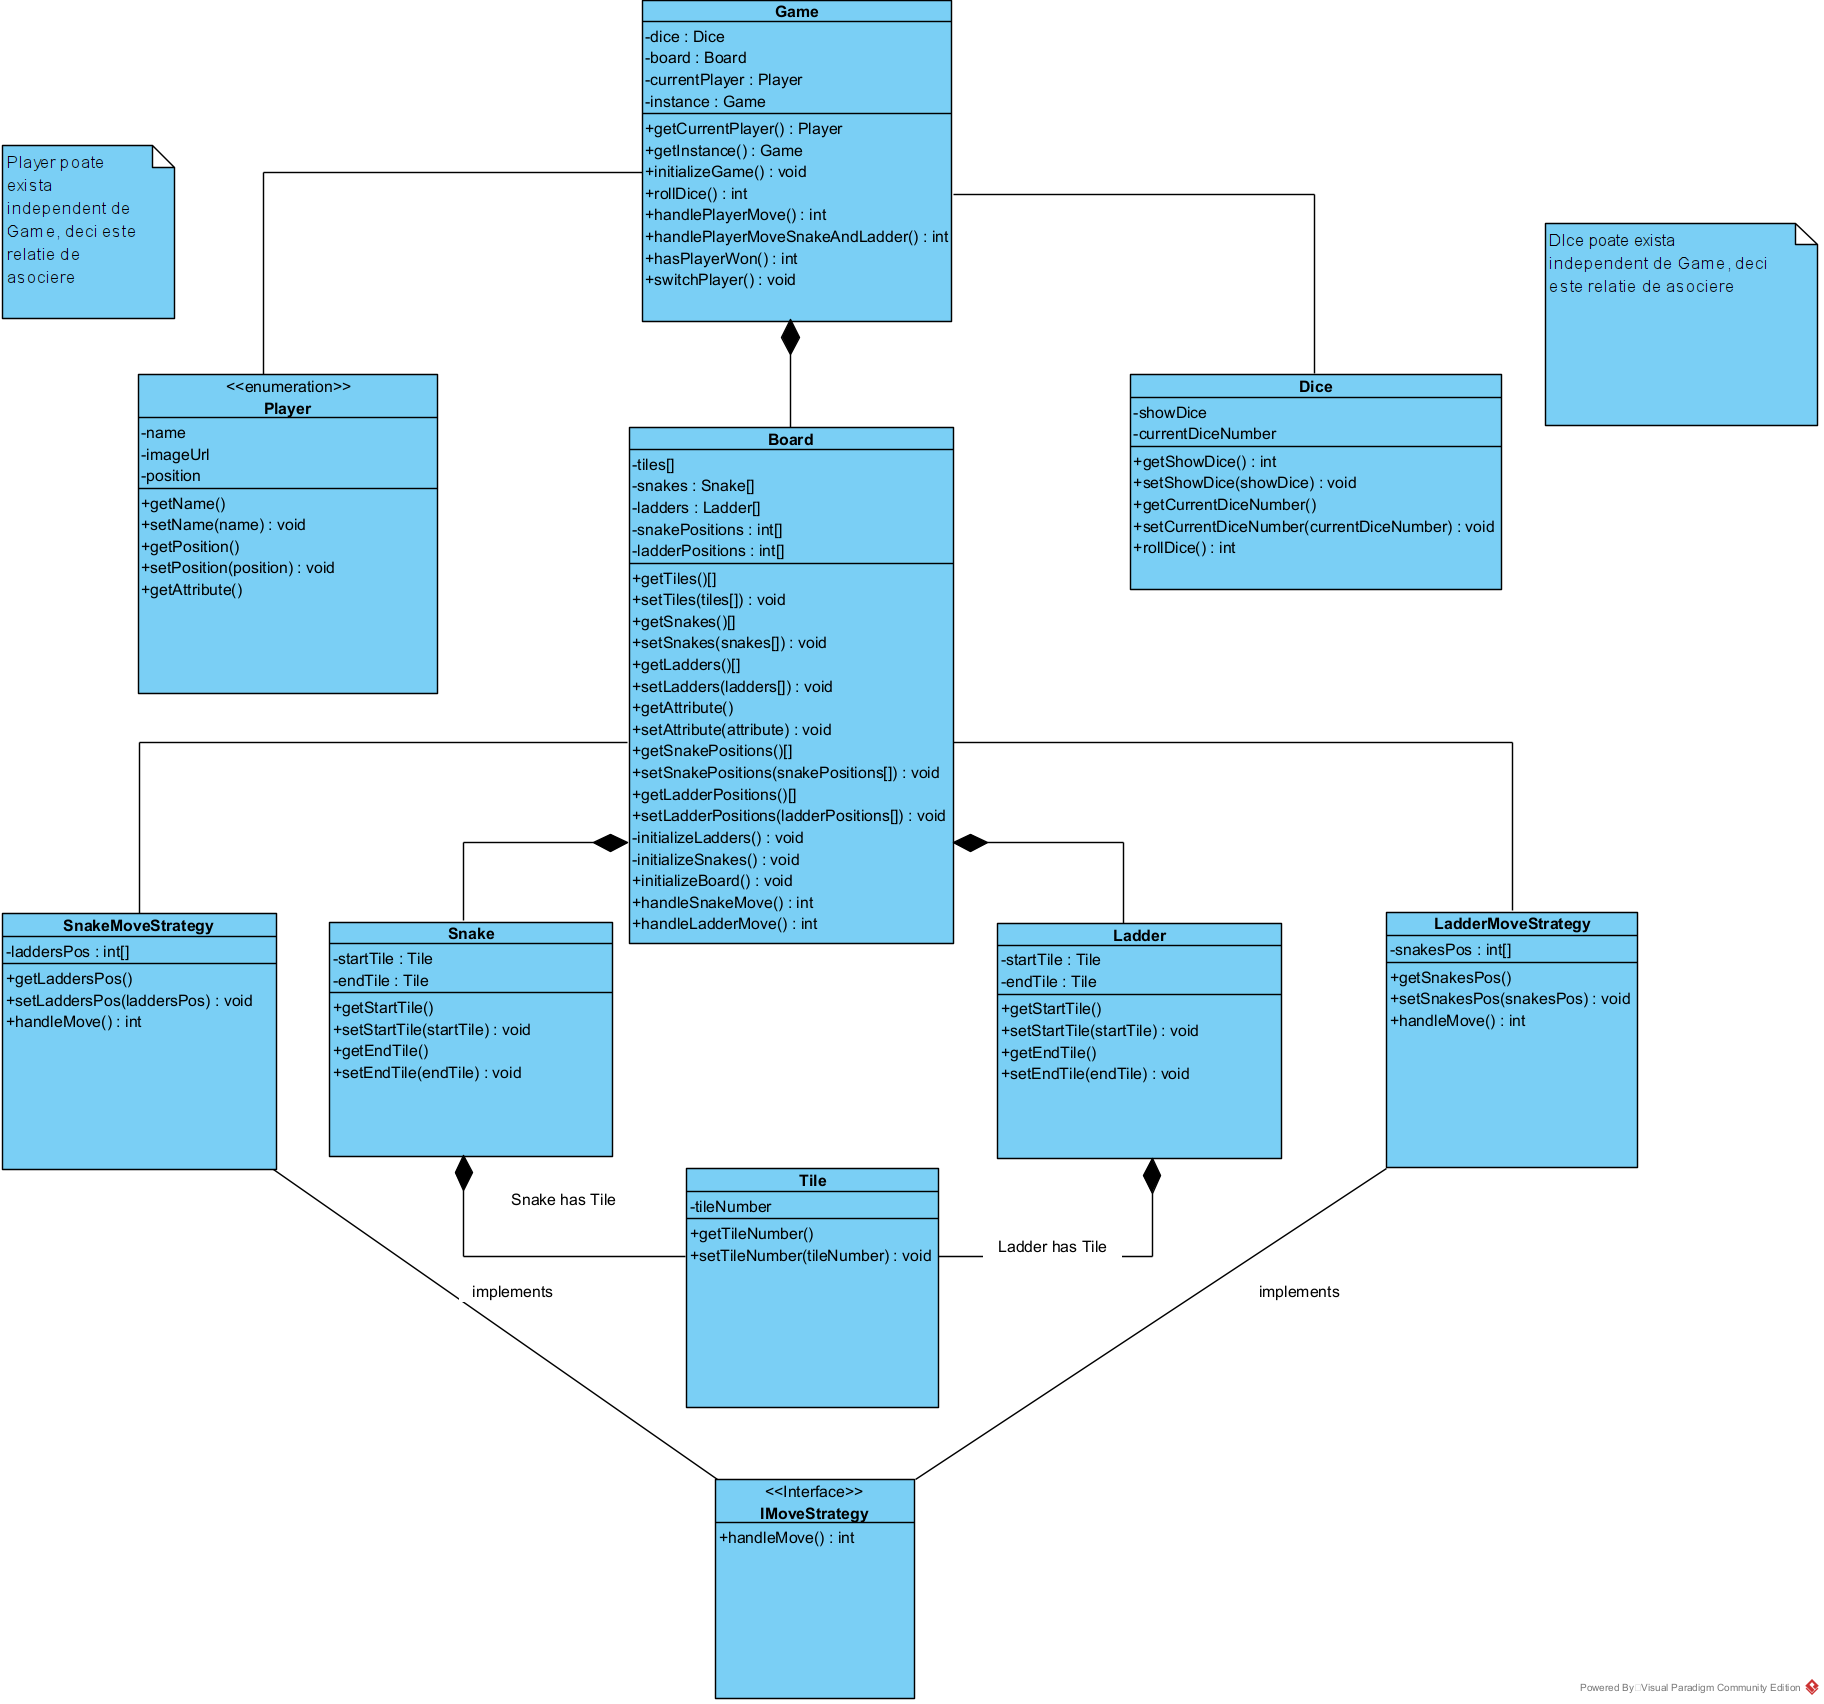 Game
-dice : Dice
-board : Board
-currentPlayer : Player
-instance : Game
+getCurrentPlayer() : Player
+getInstance() : Game
+initializeGame() : void
+rollDice() : int
+handlePlayerMove() : int
+handlePlayerMoveSnakeAndLadder() : int
+hasPlayerWon() : int
+switchPlayer() : void
Player poate
exista
independent de
Game, deci este
relatie de
asociere
DIce poate exista
independent de Game, deci
este relatie de asociere
<<enumeration>>
Player
-name
-imageUrl
-position
+getName()
+setName(name) : void
+getPosition()
+setPosition(position) : void
+getAttribute()
Dice
-showDice
-currentDiceNumber
+getShowDice() : int
+setShowDice(showDice) : void
+getCurrentDiceNumber()
+setCurrentDiceNumber(currentDiceNumber) : void
+rollDice() : int
Board
-tiles[]
-snakes : Snake[]
-ladders : Ladder[]
-snakePositions : int[]
-ladderPositions : int[]
+getTiles()[]
+setTiles(tiles[]) : void
+getSnakes()[]
+setSnakes(snakes[]) : void
+getLadders()[]
+setLadders(ladders[]) : void
+getAttribute()
+setAttribute(attribute) : void
+getSnakePositions()[]
+setSnakePositions(snakePositions[]) : void
+getLadderPositions()[]
+setLadderPositions(ladderPositions[]) : void
-initializeLadders() : void
-initializeSnakes() : void
+initializeBoard() : void
+handleSnakeMove() : int
+handleLadderMove() : int
SnakeMoveStrategy
-laddersPos : int[]
+getLaddersPos()
+setLaddersPos(laddersPos) : void
+handleMove() : int
Snake
-startTile : Tile
-endTile : Tile
+getStartTile()
+setStartTile(startTile) : void
+getEndTile()
+setEndTile(endTile) : void
Ladder
-startTile : Tile
-endTile : Tile
+getStartTile()
+setStartTile(startTile) : void
+getEndTile()
+setEndTile(endTile) : void
LadderMoveStrategy
-snakesPos : int[]
+getSnakesPos()
+setSnakesPos(snakesPos) : void
+handleMove() : int
Snake has Tile
Tile
-tileNumber
+getTileNumber()
+setTileNumber(tileNumber) : void
Ladder has Tile
implements
implements
<<Interface>>
IMoveStrategy
+handleMove() : int
Powered By Visual Paradigm Community Edition